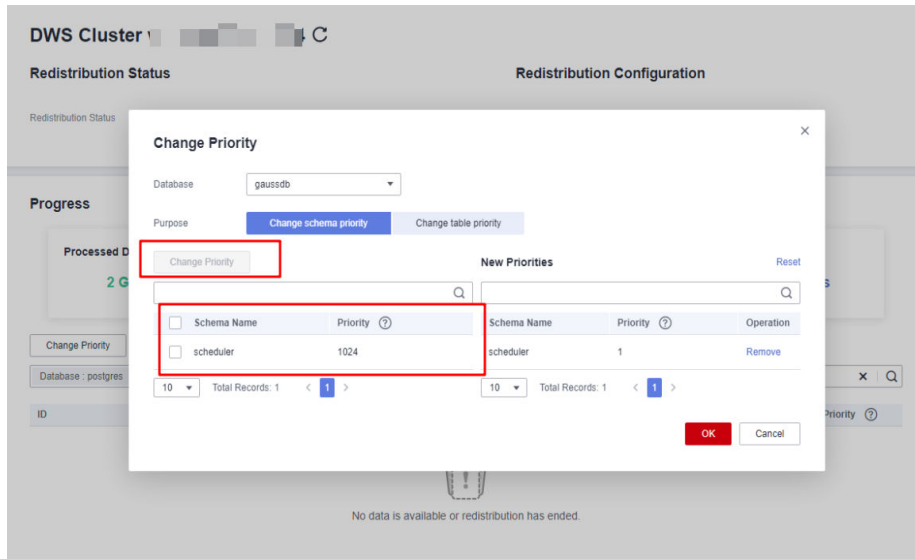 DWS Cluster
Redistribution Status
Redistribution Configuration
Redistribution Status
Change Priority
Database gaussdb
Progress
Purpose Change schema priority Change table priority
Processed D
2 G
s
Change Priority
New Priorities Reset
Schema Name Priority Schema Name Priority Operation
scheduler 1024 scheduler 1 Remove
Change Priority
Database : postgres
10 Total Records: 1 < 1 > 10 Total Records: 1 < 1 >
ID
Priority
OK Cancel
No data is available or redistribution has ended.